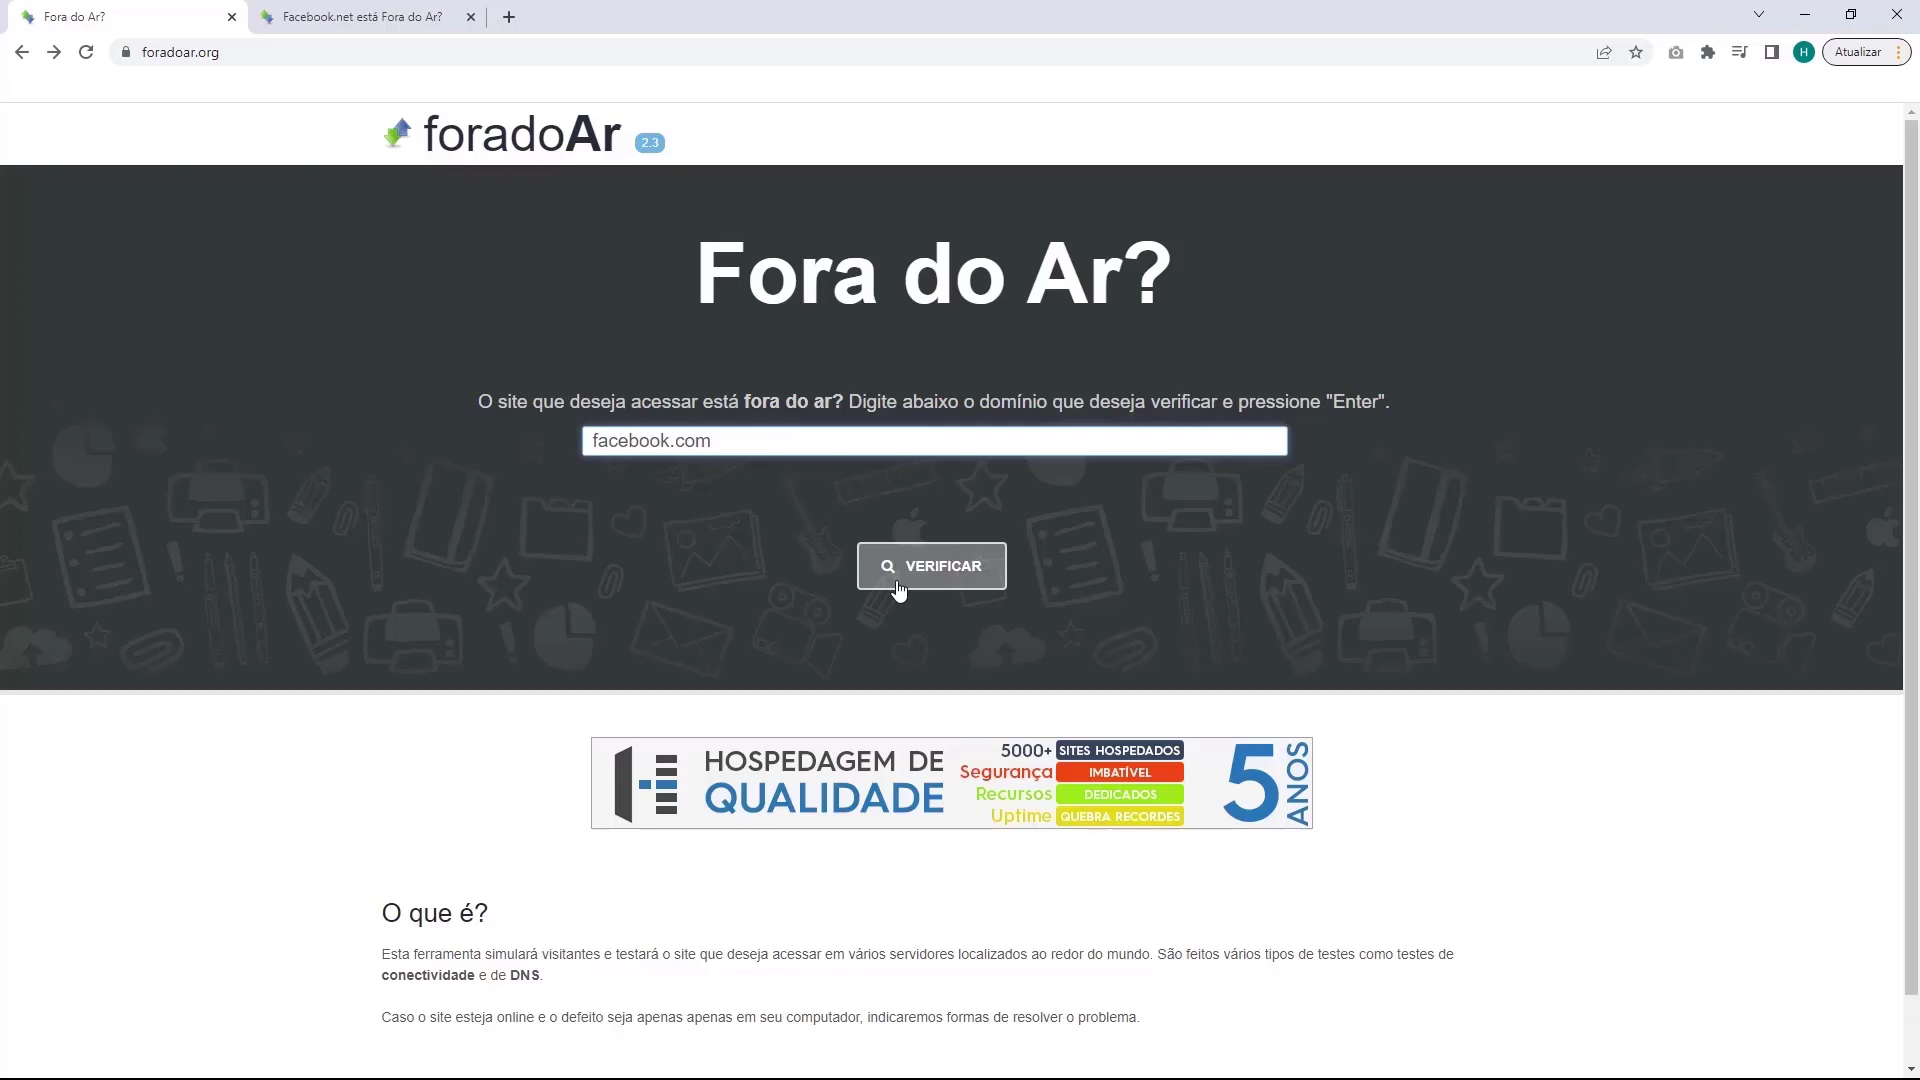 Fora do Ar?
Facebook.net está Fora do Ar?
foradoar.org
H
Atualizar
foradoAr 2.3
Fora do Ar?
O site que deseja acessar está fora do ar? Digite abaixo o domínio que deseja verificar e pressione "Enter".
facebook.com
VERIFICAR
HOSPEDAGEM DE
QUALIDADE
5000+ SITES HOSPEDADOS
Segurança IMBATÍVEL
Recursos DEDICADOS
Uptime QUEBRA RECORDES
5 ANOS
O que é?
Esta ferramenta simulará visitantes e testará o site que deseja acessar em vários servidores localizados ao redor do mundo. São feitos vários tipos de testes como testes de
conectividade e de DNS.
Caso o site esteja online e o defeito seja apenas apenas em seu computador, indicaremos formas de resolver o problema.